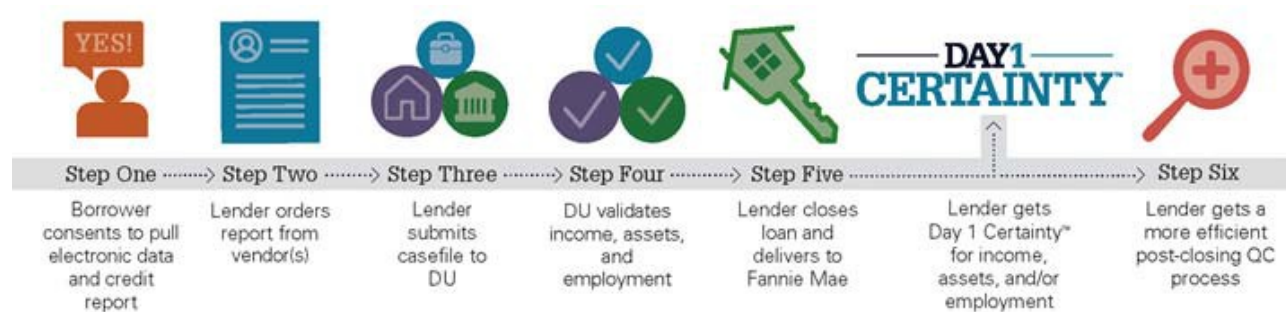 YES!
DAY1
CERTAINTY™
Step One
Step Two
Step Three
Step Four
Step Five
Step Six
Borrower
consents to pull
electronic data
and credit
report
Lender orders
report from
vendor(s)
Lender
submits
casefile to
DU
DU validates
income, assets,
and
employment
Lender closes
loan and
delivers to
Fannie Mae
Lender gets
Day 1 Certainty™
for income,
assets, and/or
employment
Lender gets a
more efficient
post-closing QC
process